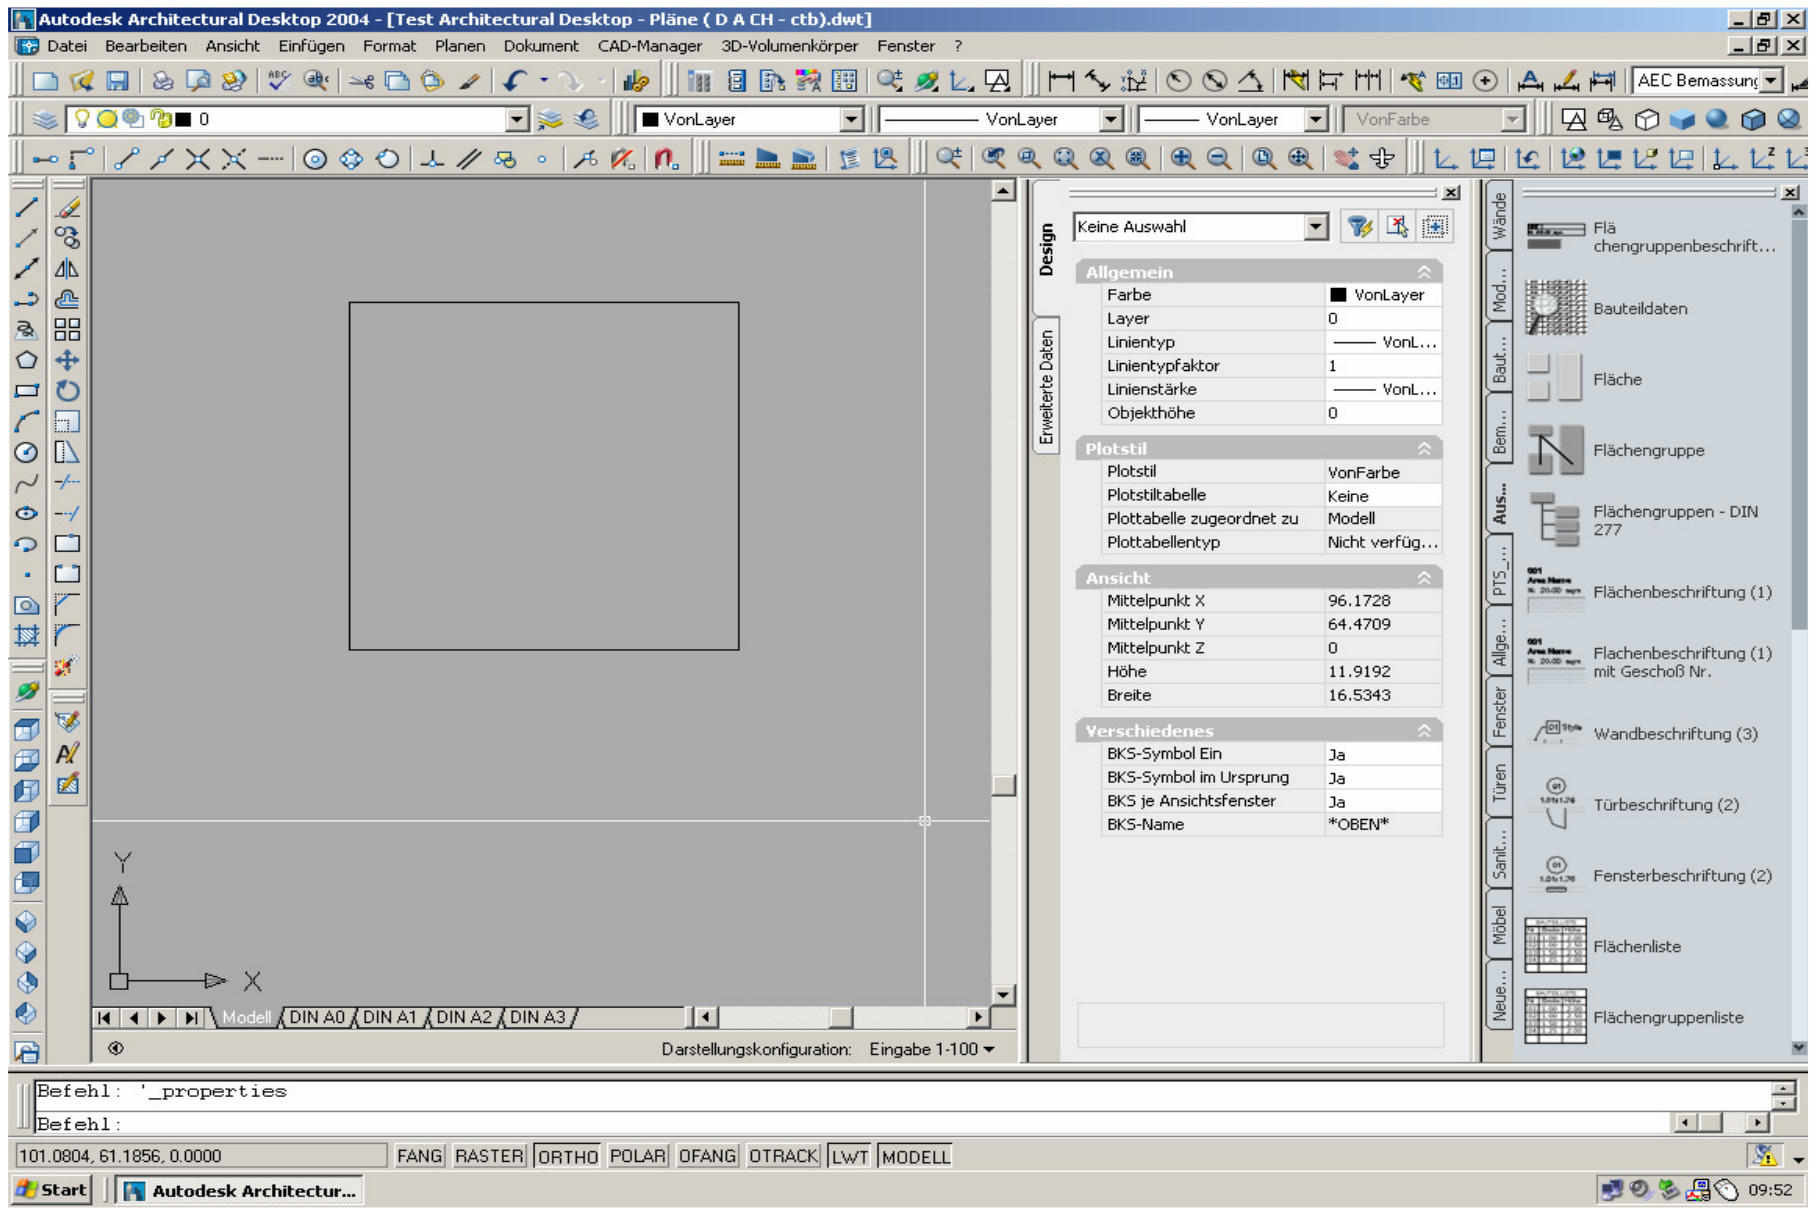 Autodesk Architectural Desktop 2004 - [Test Architectural Desktop - Pläne ( D A CH - ctb).dwt]
Datei Bearbeiten Ansicht Einfügen Format Planen Dokument CAD-Manager 3D-Volumenkörper Fenster ?
AEC Bemassung
0 VonLayer VonLayer VonLayer VonFarbe
Design
Erweiterte Daten
Keine Auswahl
Allgemein
Farbe VonLayer
Layer 0
Linientyp VonL...
Linientypfaktor 1
Linienstärke VonL...
Objekthöhe 0
Plotstil
Plotstil VonFarbe
Plotstiltabelle Keine
Plottabelle zugeordnet zu Modell
Plottabellentyp Nicht verfüg...
Ansicht
Mittelpunkt X 96.1728
Mittelpunkt Y 64.4709
Mittelpunkt Z 0
Höhe 11.9192
Breite 16.5343
Verschiedenes
BKS-Symbol Ein Ja
BKS-Symbol im Ursprung Ja
BKS je Ansichtsfenster Ja
BKS-Name *OBEN*
Wände
Mod...
Baut...
Bem...
Aus...
PTS_...
Allge...
Fenster
Türen
Sanit...
Möbel
Neue...
Flä
chengruppenbeschrift...
Bauteildaten
Fläche
Flächengruppe
Flächengruppen - DIN
277
Flächenbeschriftung (1)
Flachenbeschriftung (1)
mit Geschoß Nr.
Wandbeschriftung (3)
Türbeschriftung (2)
Fensterbeschriftung (2)
Flächenliste
Flächengruppenliste
Y
X
Modell DIN A0 DIN A1 DIN A2 DIN A3
Darstellungskonfiguration: Eingabe 1-100
Befehl: '_properties
Befehl:
101.0804, 61.1856, 0.0000 FANG RASTER ORTHO POLAR OFANG OTRACK LWT MODELL
Start Autodesk Architectur... 09:52